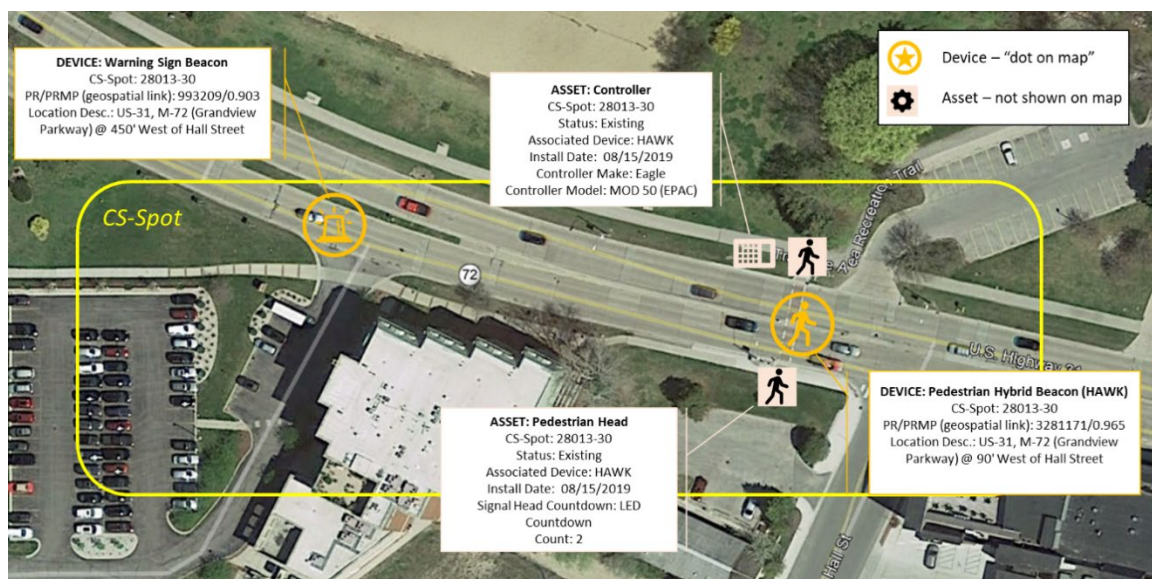 DEVICE: Warning Sign Beacon
CS-Spot: 28013-30
PR/PRMP (geospatial link): 993209/0.903
Location Desc.: US-31, M-72 (Grandview
Parkway) @ 450' West of Hall Street
ASSET: Controller
CS-Spot: 28013-30
Status: Existing
Associated Device: HAWK
Install Date: 08/15/2019
Controller Make: Eagle
Controller Model: MOD 50 (EPAC)
Device – "dot on map"
Asset – not shown on map
CS-Spot
72
Area Recreation Trail
U.S. Highway 31
DEVICE: Pedestrian Hybrid Beacon (HAWK)
CS-Spot: 28013-30
PR/PRMP (geospatial link): 3281171/0.965
Location Desc.: US-31, M-72 (Grandview
Parkway) @ 90' West of Hall Street
ASSET: Pedestrian Head
CS-Spot: 28013-30
Status: Existing
Associated Device: HAWK
Install Date: 08/15/2019
Signal Head Countdown: LED
Countdown
Count: 2
Hall St